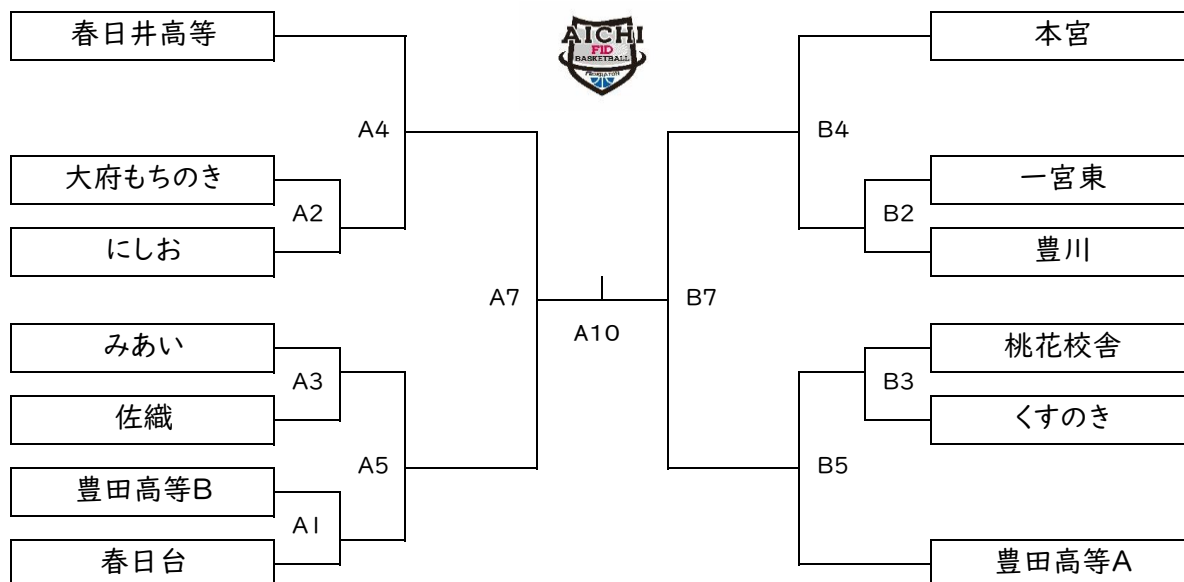 春日井高等
AICHI
FID
BASKETBALL
本宮
A4
B4
大府もちのき
一宮東
A2
B2
にしお
豊川
A7
B7
A10
みあい
桃花校舎
A3
B3
佐織
くすのき
A5
B5
豊田高等B
A1
春日台
豊田高等A